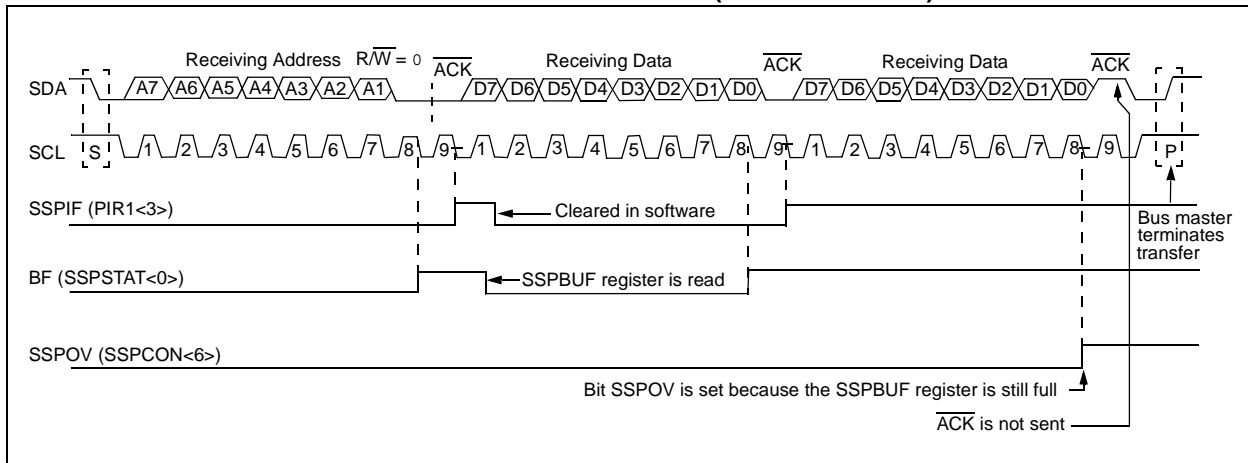 Receiving Address R/W = 0 ACK Receiving Data ACK Receiving Data ACK
SDA A7 A6 A5 A4 A3 A2 A1 D7 D6 D5 D4 D3 D2 D1 D0 D7 D6 D5 D4 D3 D2 D1 D0
SCL S 1 2 3 4 5 6 7 8 9 1 2 3 4 5 6 7 8 9 1 2 3 4 5 6 7 8 9 P
SSPIF (PIR1<3>)
Cleared in software
Bus master
terminates
transfer
BF (SSPSTAT<0>)
SSPBUF register is read
SSPOV (SSPCON<6>)
Bit SSPOV is set because the SSPBUF register is still full
ACK is not sent